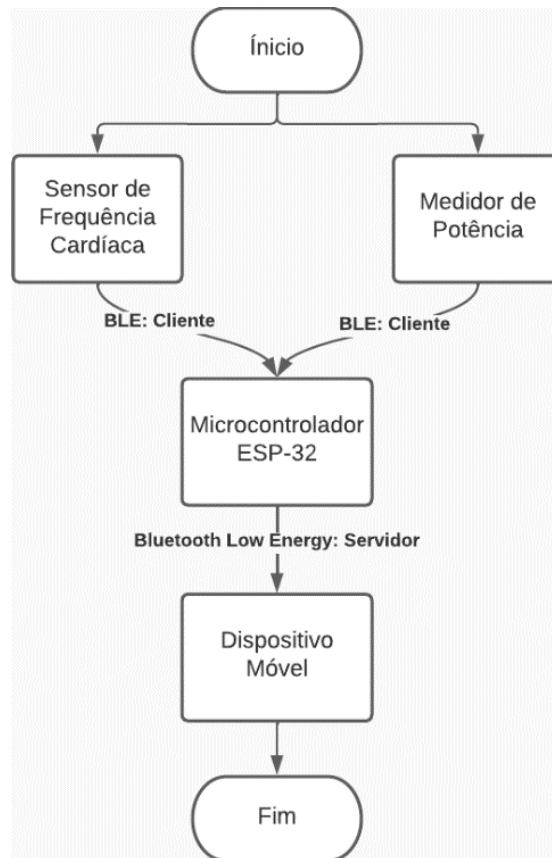 Ínicio
Sensor de
Frequência
Cardíaca
Medidor de
Potência
BLE: Cliente
BLE: Cliente
Microcontrolador
ESP-32
Bluetooth Low Energy: Servidor
Dispositivo
Móvel
Fim